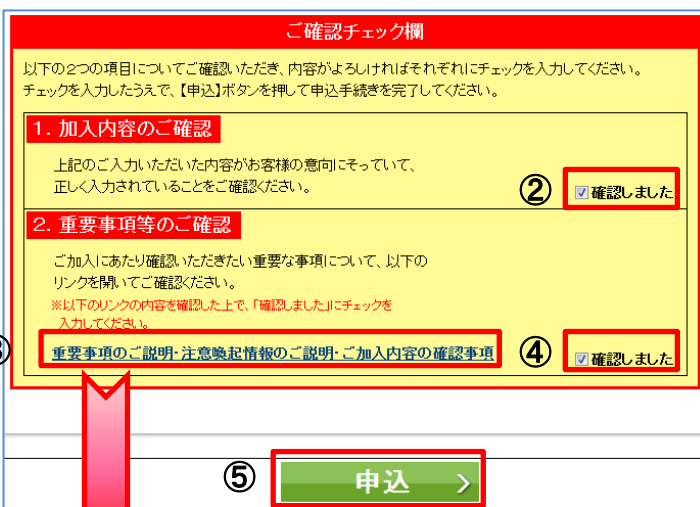 ご確認チェック欄
以下の2つの項目についてご確認いただき、内容がよろしければそれぞれにチェックを入力してください。
チェックを入力したうえで、【申込】ボタンを押して申込手続きを完了してください。
1. 加入内容のご確認
上記のご入力いただいた内容がお客様の意向にそっていて、
正しく入力されていることをご確認ください。
② 確認しました
2. 重要事項等のご確認
ご加入にあたり確認いただきたい重要な事項について、以下の
リンクを開いてご確認ください。
※以下のリンクの内容を確認した上で、「確認しました」にチェックを
入力してください。
重要事項のご説明・注意喚起情報のご説明・ご加入内容の確認事項
④ 確認しました
⑤ 申込 >